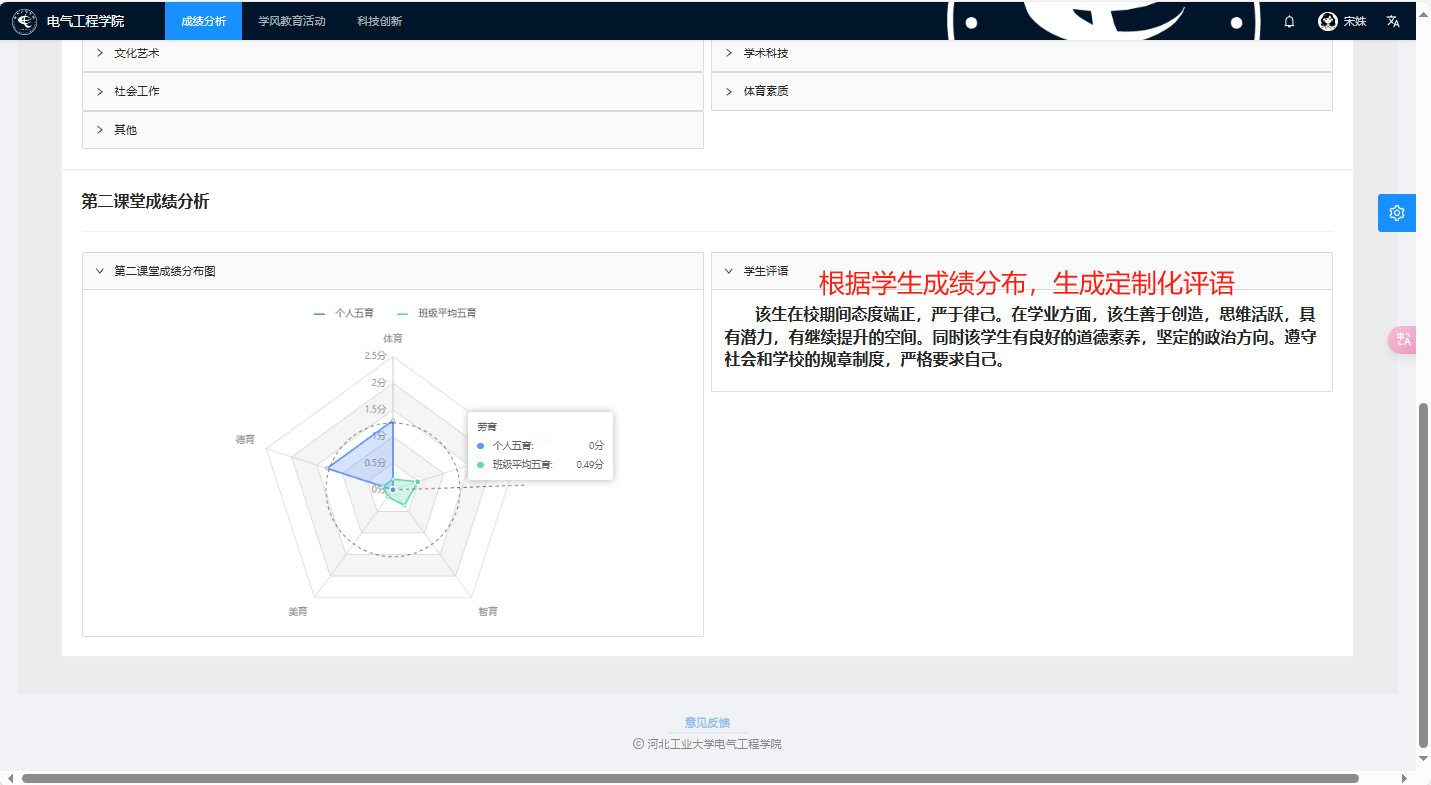 电气工程学院 成绩分析 学风教育活动 科技创新 宋姝
文化艺术 学术科技
社会工作 体育素质
其他
第二课堂成绩分析
第二课堂成绩分布图
个人五育 班级平均五育
体育
2.5分
2分
1.5分
1分
0.5分
0分
德育
劳育
个人五育: 0分
班级平均五育: 0.49分
美育 智育
学生评语
根据学生成绩分布，生成定制化评语
该生在校期间态度端正，严于律己。在学业方面，该生善于创造，思维活跃，具
有潜力，有继续提升的空间。同时该学生有良好的道德素养，坚定的政治方向。遵守
社会和学校的规章制度，严格要求自己。
意见反馈
© 河北工业大学电气工程学院